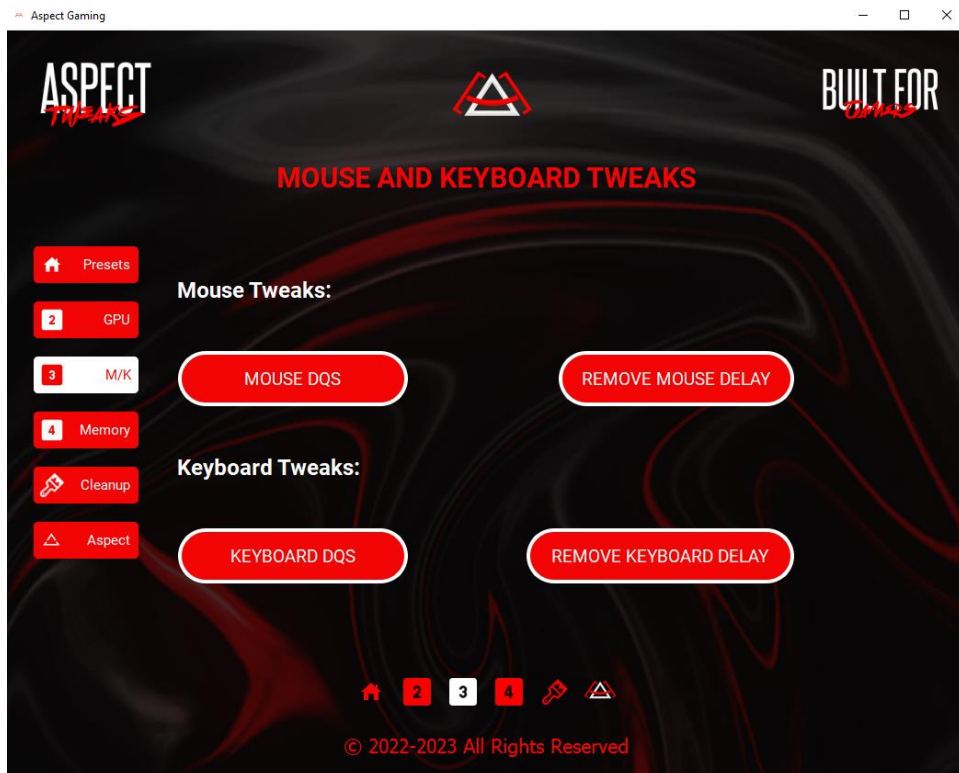 Aspect Gaming
ASPECT
TWEAKS
BUILT FOR
GAMERS
MOUSE AND KEYBOARD TWEAKS
Presets
2 GPU
3 M/K
4 Memory
Cleanup
Aspect
Mouse Tweaks:
MOUSE DQS REMOVE MOUSE DELAY
Keyboard Tweaks:
KEYBOARD DQS REMOVE KEYBOARD DELAY
2 3 4
© 2022-2023 All Rights Reserved